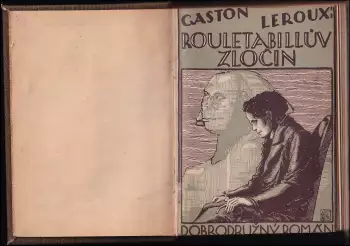 GASTON LEROUX:
ROULETABILLŮV
ZLOČIN
DOBRODRUŽNÝ ROMÁN